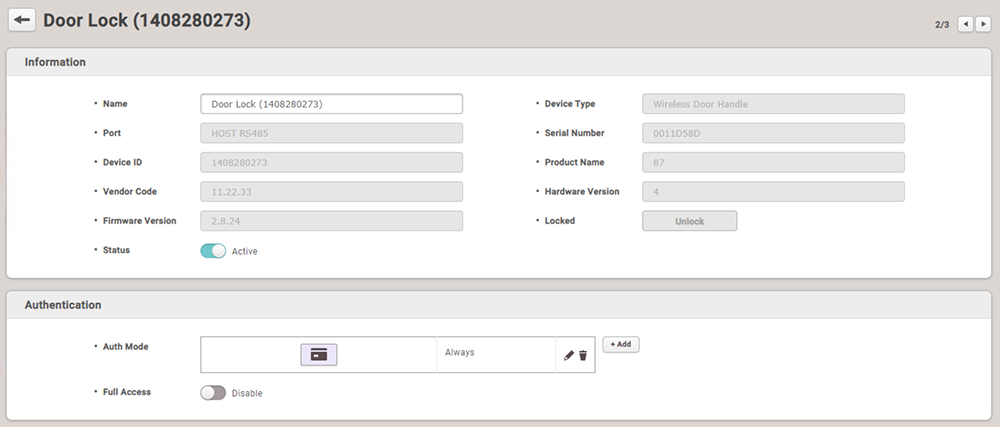 Door Lock (1408280273)
2/3
Information
Name
Door Lock (1408280273)
Device Type
Wireless Door Handle
Port
HOST RS485
Serial Number
0011D58D
Device ID
1408280273
Product Name
87
Vendor Code
11.22.33
Hardware Version
4
Firmware Version
2.8.24
Locked
Unlock
Status
Active
Authentication
Auth Mode
Always
+ Add
Full Access
Disable